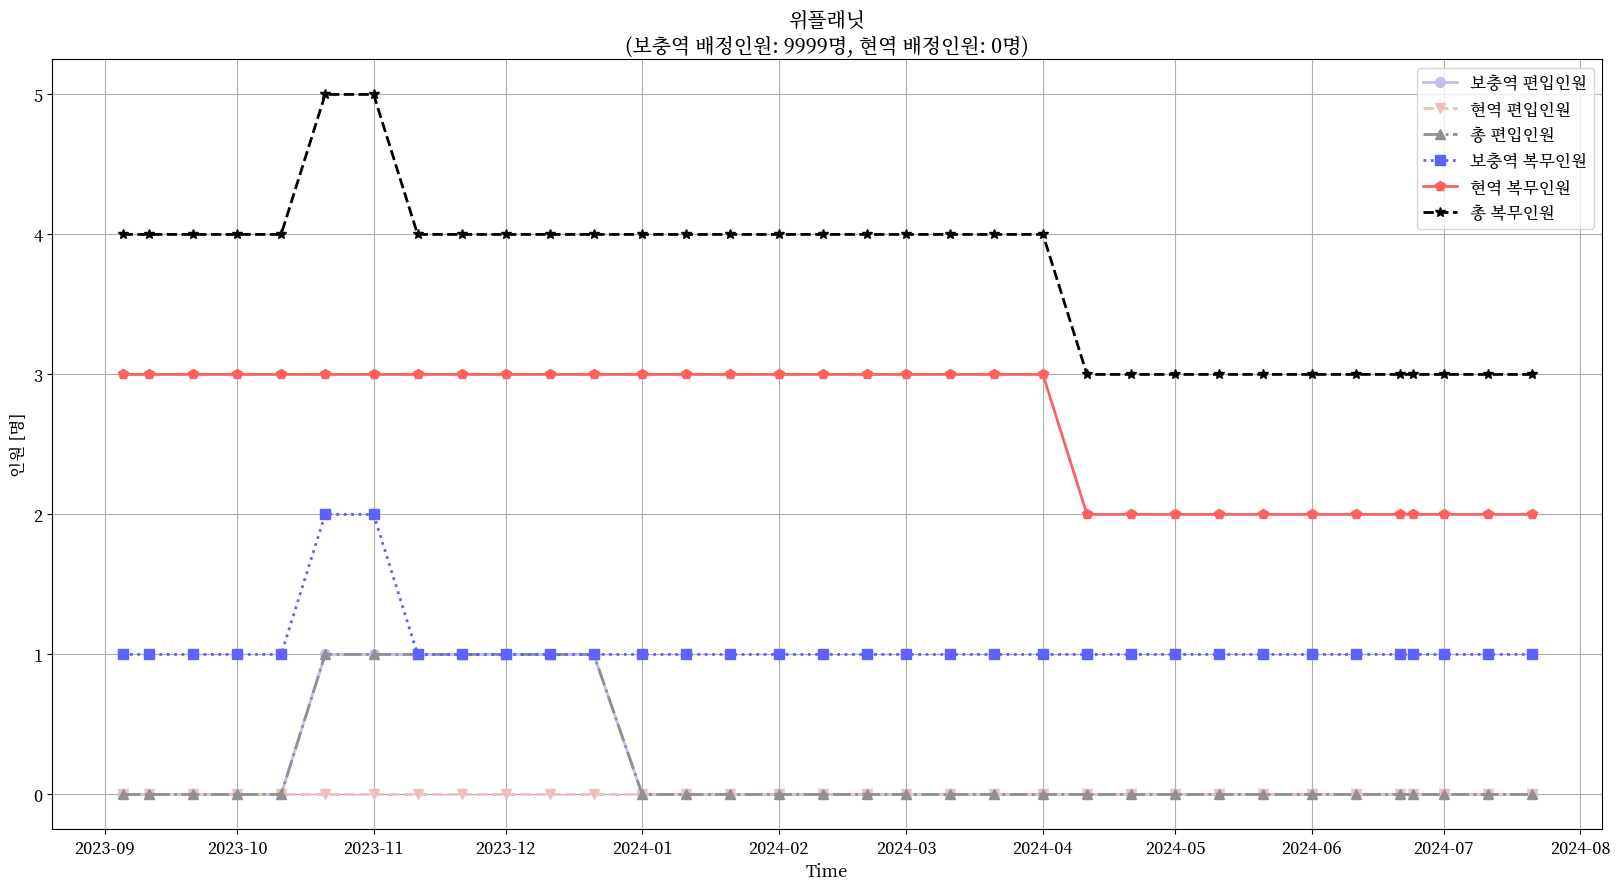 위플래닛
(보충역 배정인원: 9999명, 현역 배정인원: 0명)
보충역 편입인원
현역 편입인원
총 편입인원
보충역 복무인원
현역 복무인원
총 복무인원
5
4
3
2
1
0
인원 [명]
2023-09 2023-10 2023-11 2023-12 2024-01 2024-02 2024-03 2024-04 2024-05 2024-06 2024-07 2024-08
Time